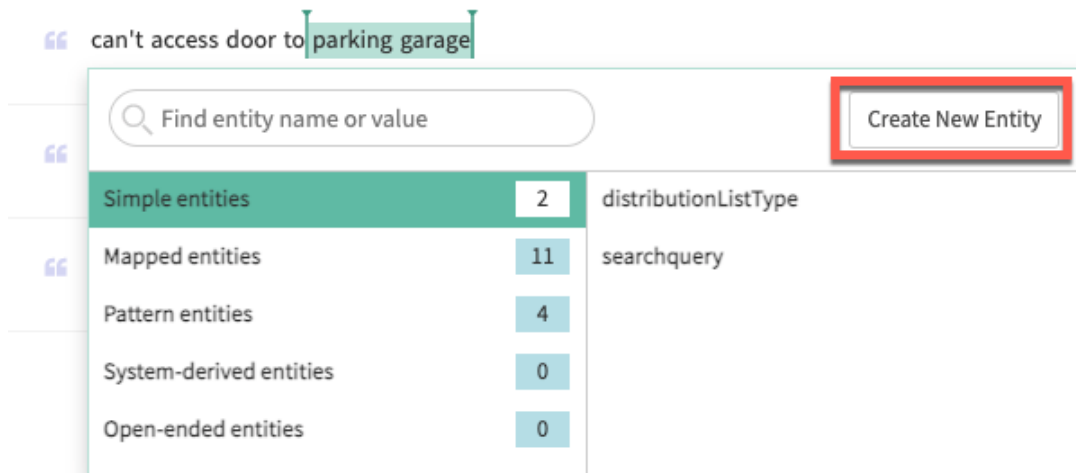 can't access door to parking garage
Find entity name or value
Create New Entity
Simple entities 2 distributionListType
Mapped entities 11 searchquery
Pattern entities 4
System-derived entities 0
Open-ended entities 0